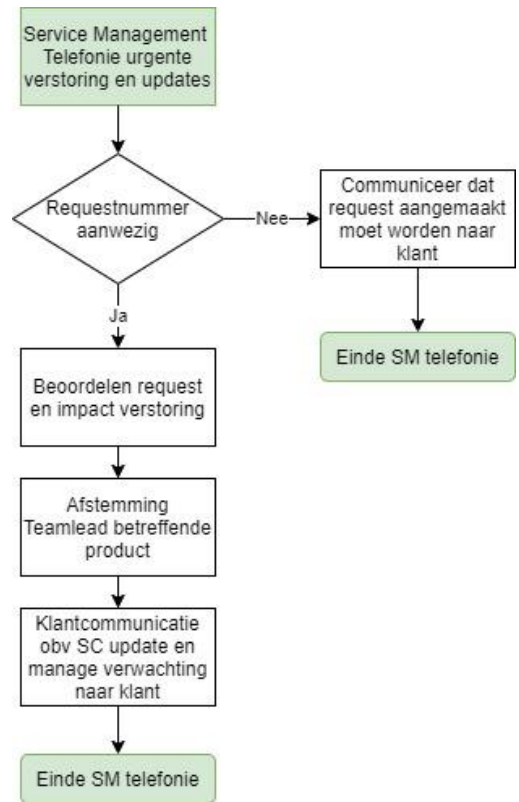 Service Management
Telefonie urgente
verstoring en updates
Requestnummer
aanwezig
Nee
Communiceer dat
request aangemaakt
moet worden naar
klant
Einde SM telefonie
Ja
Beoordelen request
en impact verstoring
Afstemming
Teamlead betreffende
product
Klantcommunicatie
obv SC update en
manage verwachting
naar klant
Einde SM telefonie